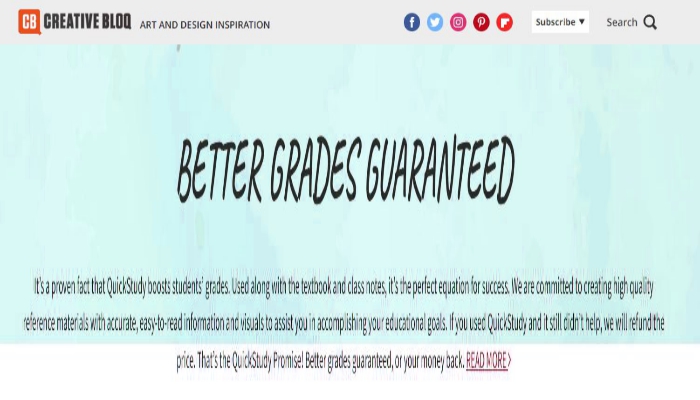 CB CREATIVE BLOQ ART AND DESIGN INSPIRATION Subscribe ▼ Search
BETTER GRADES GUARANTEED
It's a proven fact that QuickStudy boosts students' grades. Used along with the textbook and class notes, it's the perfect equation for success. We are committed to creating high quality
reference materials with accurate, easy-to-read information and visuals to assist you in accomplishing your educational goals. If you used QuickStudy and it still didn't help, we will refund the
price. That's the QuickStudy Promise! Better grades guaranteed, or your money back. READ MORE>